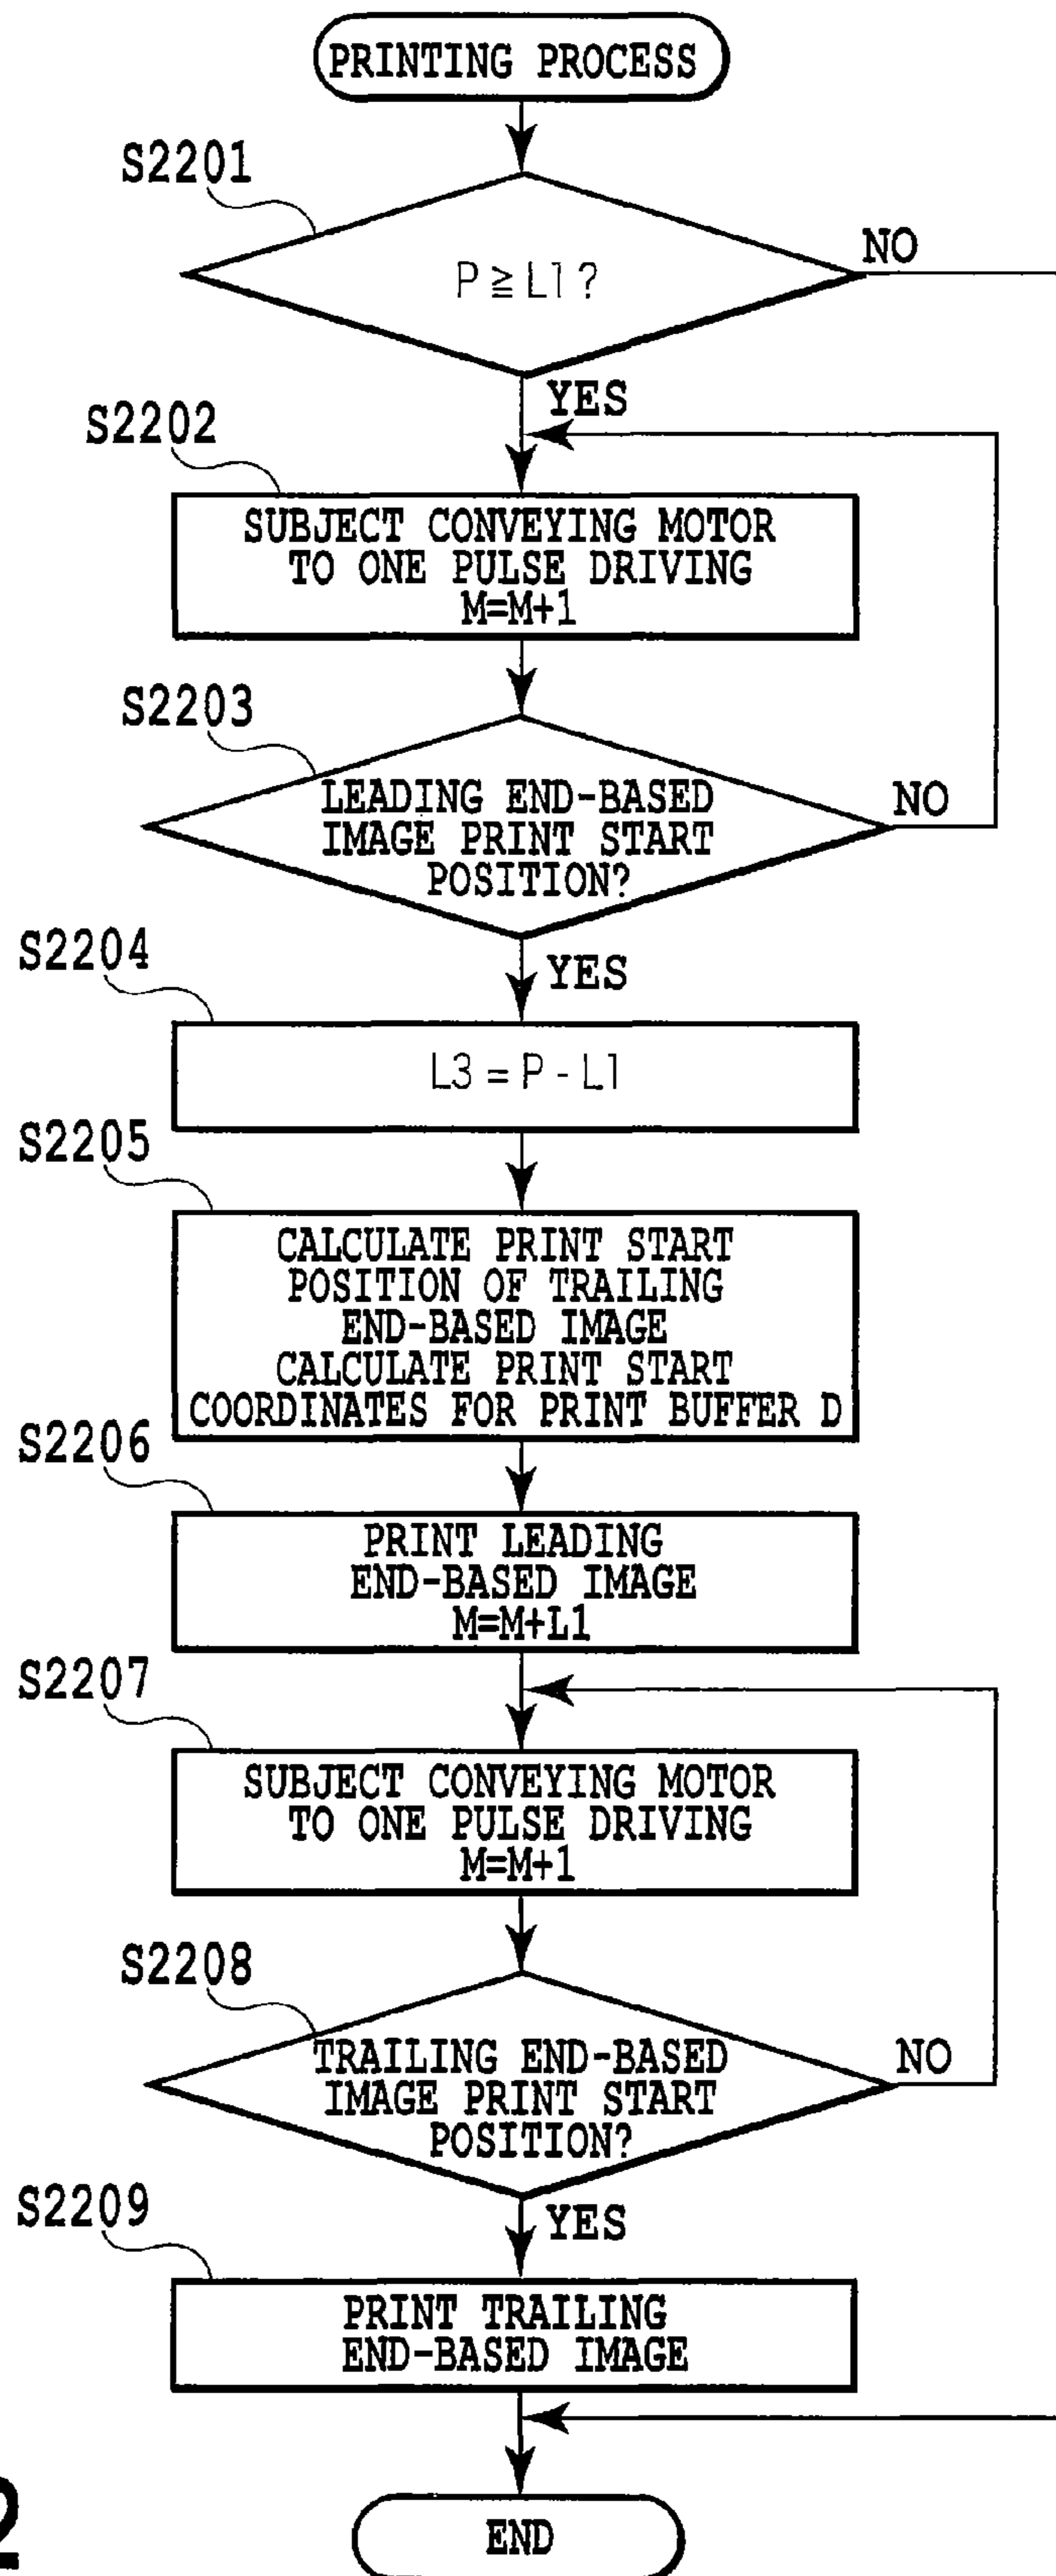 PRINTING PROCESS
S2201
P ≧ L1 ?
NO
YES
S2202
SUBJECT CONVEYING MOTOR
TO ONE PULSE DRIVING
M=M+1
S2203
LEADING END-BASED
IMAGE PRINT START
POSITION?
NO
YES
S2204
L3 = P - L1
S2205
CALCULATE PRINT START
POSITION OF TRAILING
END-BASED IMAGE
CALCULATE PRINT START
COORDINATES FOR PRINT BUFFER D
S2206
PRINT LEADING
END-BASED IMAGE
M=M+L1
S2207
SUBJECT CONVEYING MOTOR
TO ONE PULSE DRIVING
M=M+1
S2208
TRAILING END-BASED
IMAGE PRINT START
POSITION?
NO
YES
S2209
PRINT TRAILING
END-BASED IMAGE
2
END